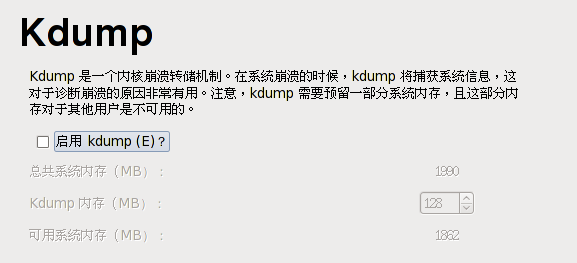 Kdump
Kdump 是一个内核崩溃转储机制。在系统崩溃的时候，kdump 将捕获系统信息，这
对于诊断崩溃的原因非常有用。注意，kdump 需要预留一部分系统内存，且这部分内
存对于其他用户是不可用的。
启用 kdump (E)？
总共系统内存（MB）： 1990
Kdump 内存（MB）： 128
可用系统内存（MB）： 1862